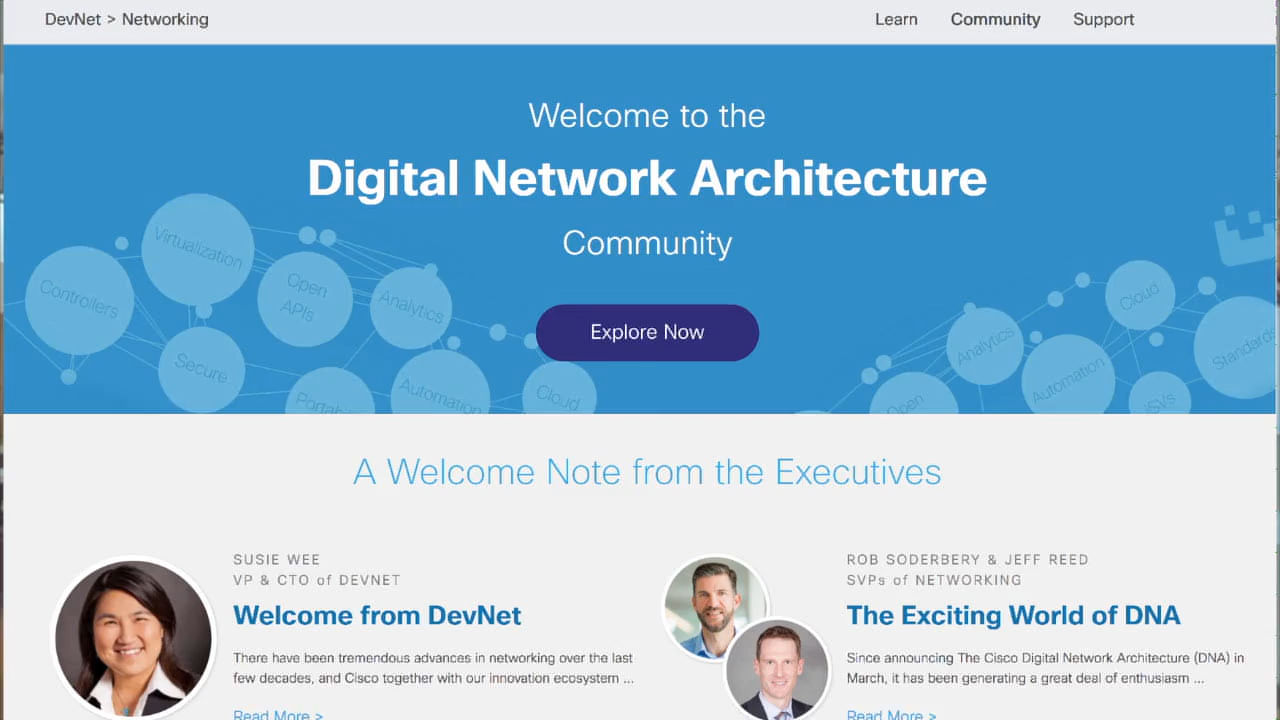 DevNet > Networking
Learn Community Support
Welcome to the
Digital Network Architecture
Community
Explore Now
Virtualization
Controllers
Open
APIs
Analytics
Secure
Automation
Cloud
Cloud
Analytics
Automation
Standards
Open
ISVs
A Welcome Note from the Executives
SUSIE WEE
VP & CTO of DEVNET
Welcome from DevNet
There have been tremendous advances in networking over the last
few decades, and Cisco together with our innovation ecosystem ...
Read More >
ROB SODERBERY & JEFF REED
SVPs of NETWORKING
The Exciting World of DNA
Since announcing The Cisco Digital Network Architecture (DNA) in
March, it has been generating a great deal of enthusiasm ...
Read More >